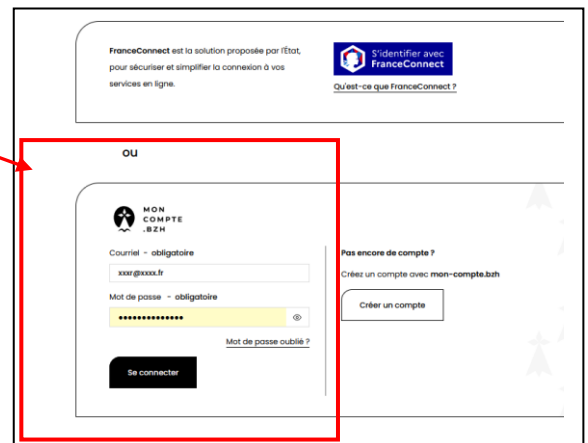 FranceConnect est la solution proposée par l'État,
pour sécuriser et simplifier la connexion à vos
services en ligne.
S'identifier avec
FranceConnect
Qu'est-ce que FranceConnect ?
ou
MON
COMPTE
.BZH
Courriel - obligatoire
xxxr@xxxx.fr
Mot de passe - obligatoire
••••••••••••••
Mot de passe oublié ?
Se connecter
Pas encore de compte ?
Créez un compte avec mon-compte.bzh
Créer un compte